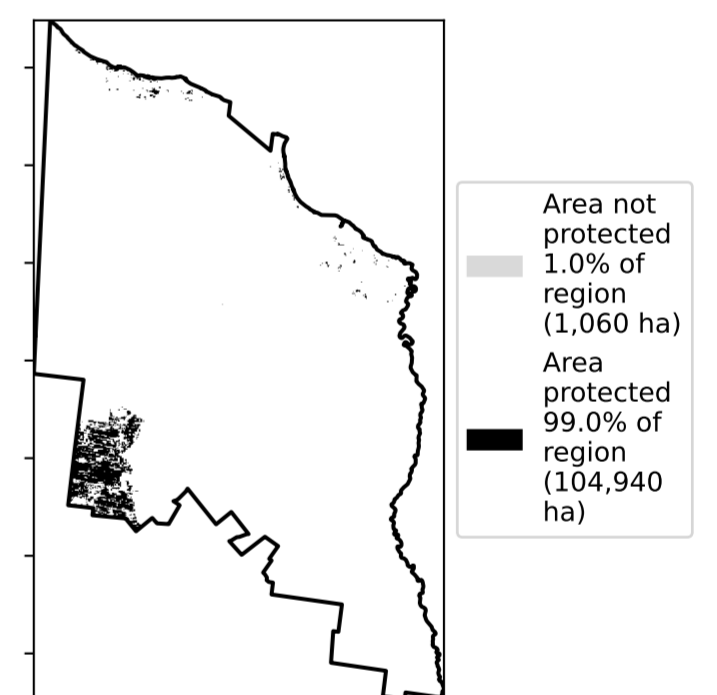 Area not
protected
1.0% of
region
(1,060 ha)
Area
protected
99.0% of
region
(104,940
ha)